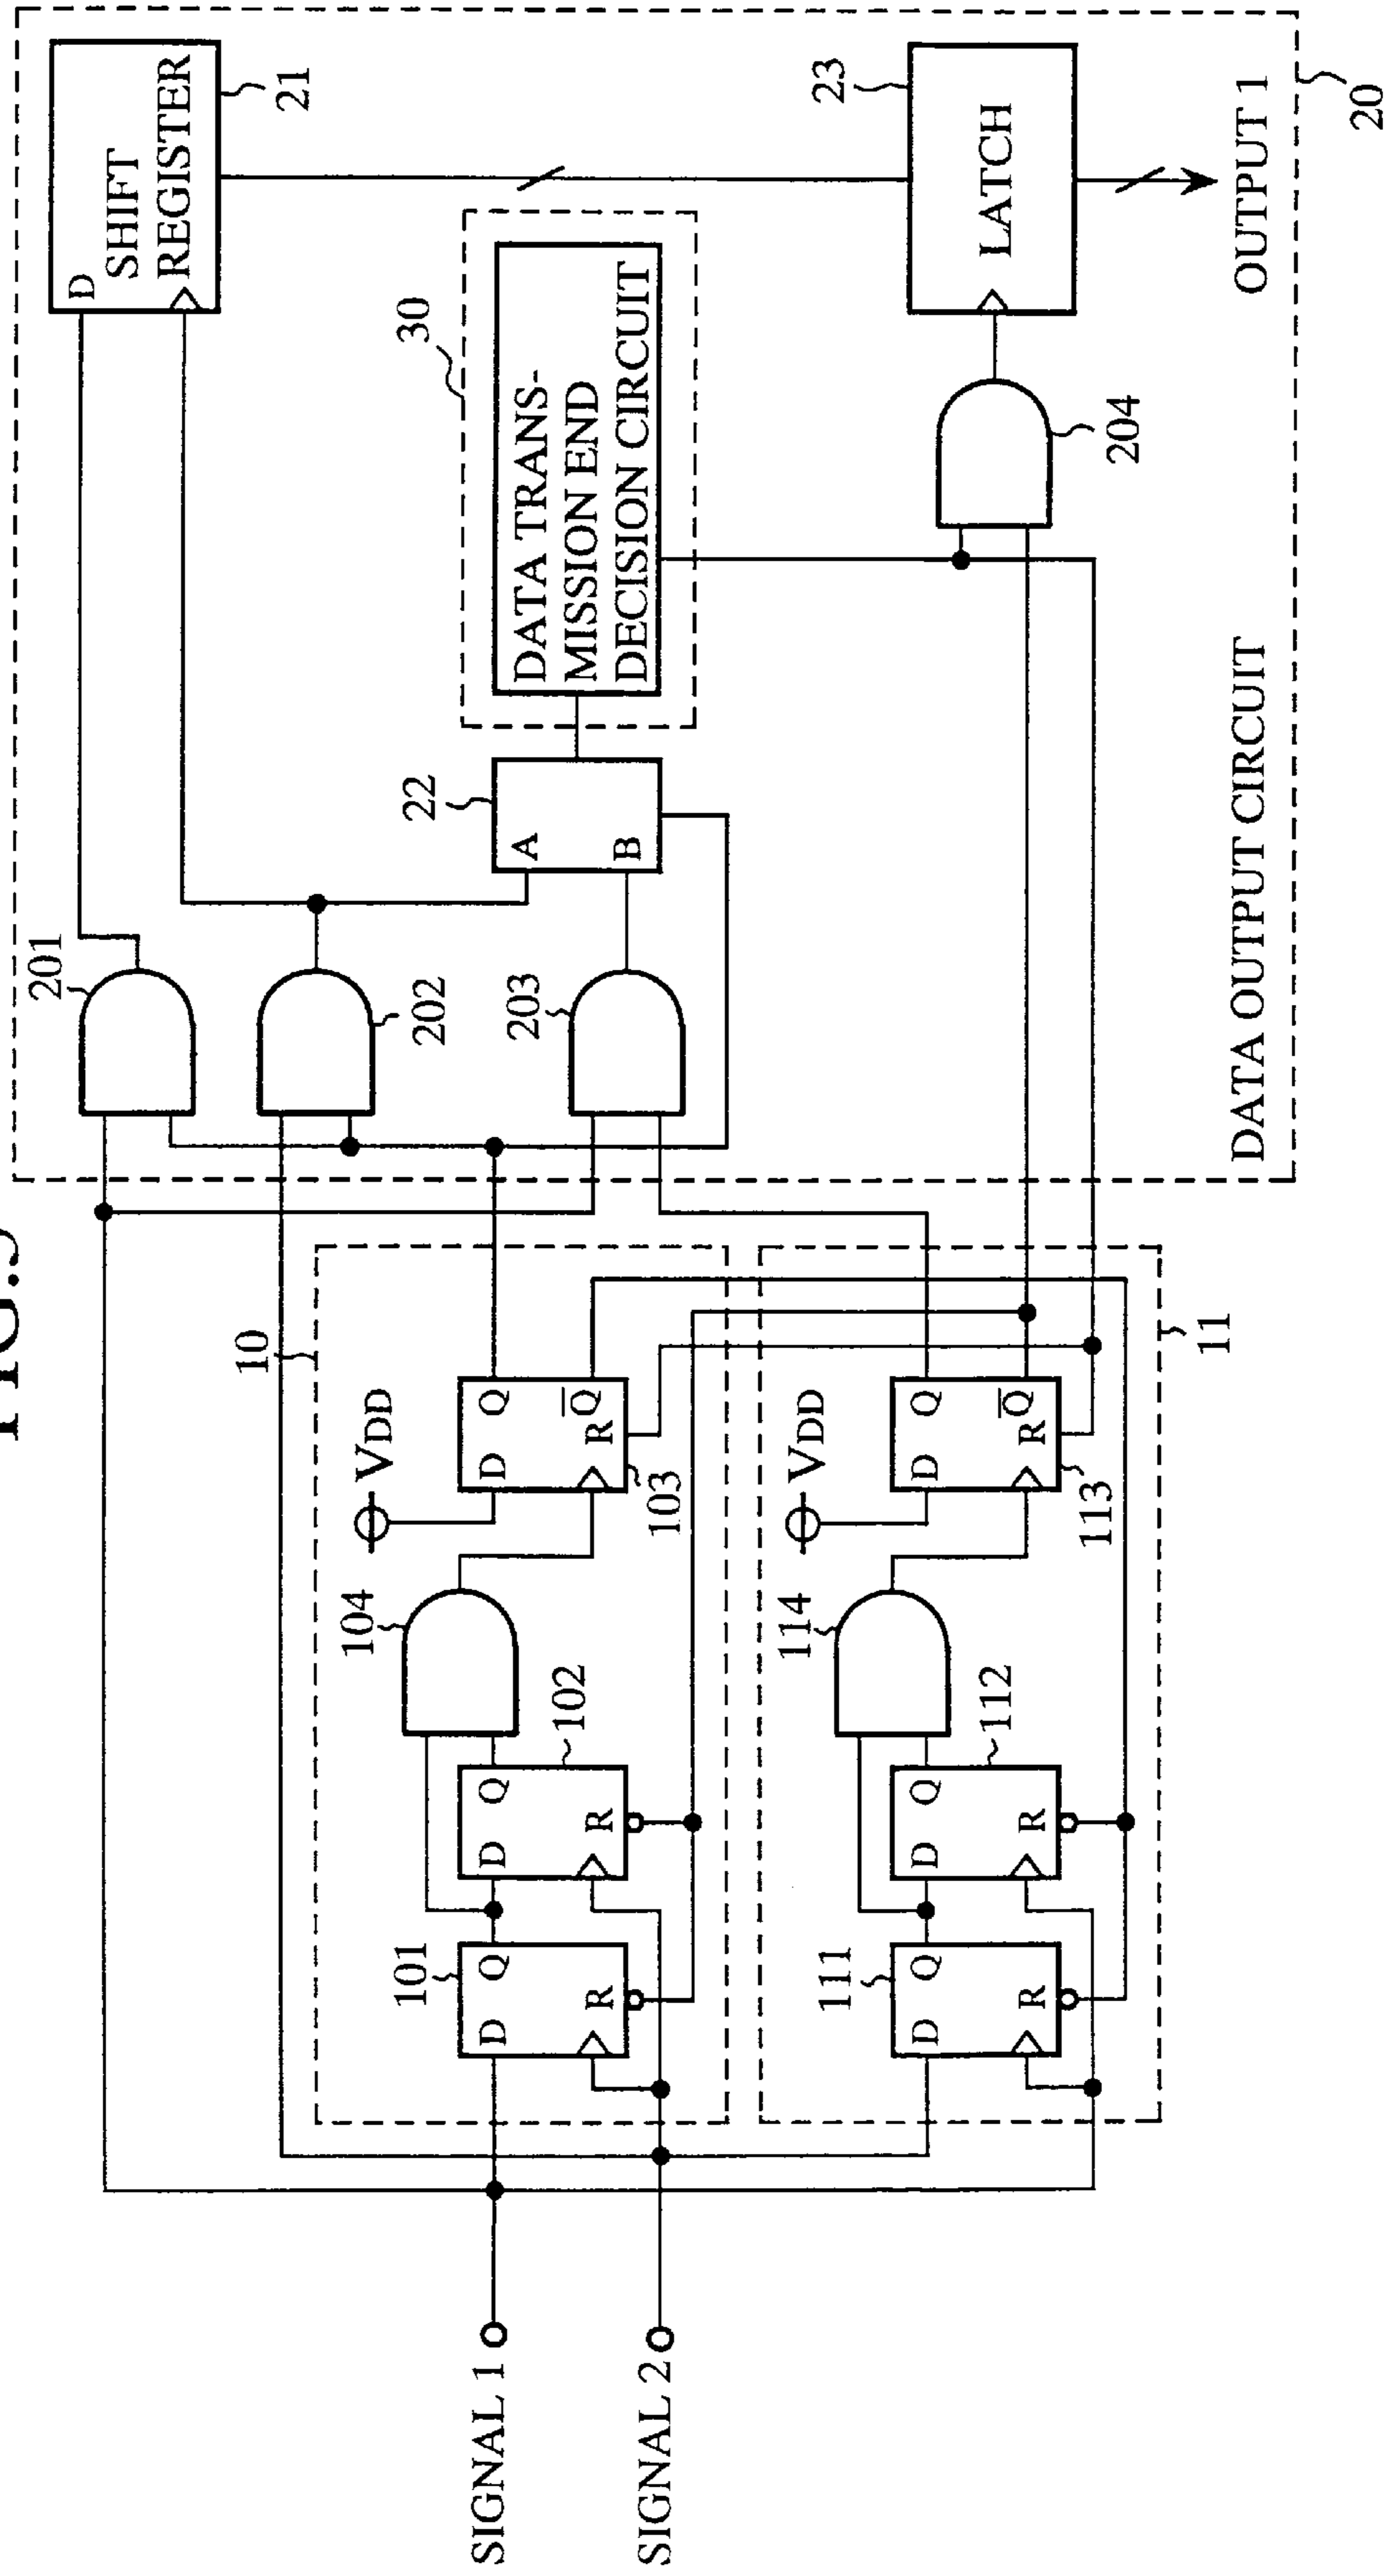 10
VDD
104
101
102
103
D
Q
R
D
Q
R
D
Q
Q
R
11
VDD
114
111
112
113
D
Q
R
D
Q
R
D
Q
Q
R
SIGNAL 1
SIGNAL 2
201
202
203
204
D
SHIFT
REGISTER
21
22
A
B
30
DATA TRANS-
MISSION END
DECISION CIRCUIT
23
LATCH
OUTPUT 1
DATA OUTPUT CIRCUIT
20